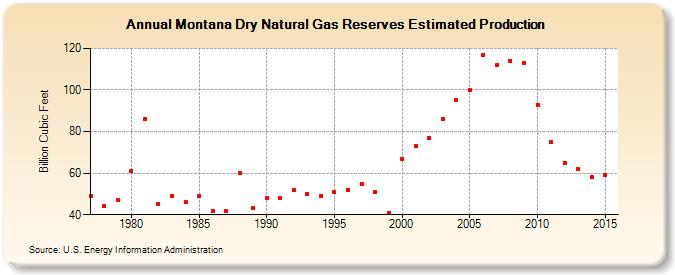 Annual Montana Dry Natural Gas Reserves Estimated Production
Billion Cubic Feet
120
100
80
60
40
1980 1985 1990 1995 2000 2005 2010 2015
Source: U.S. Energy Information Administration